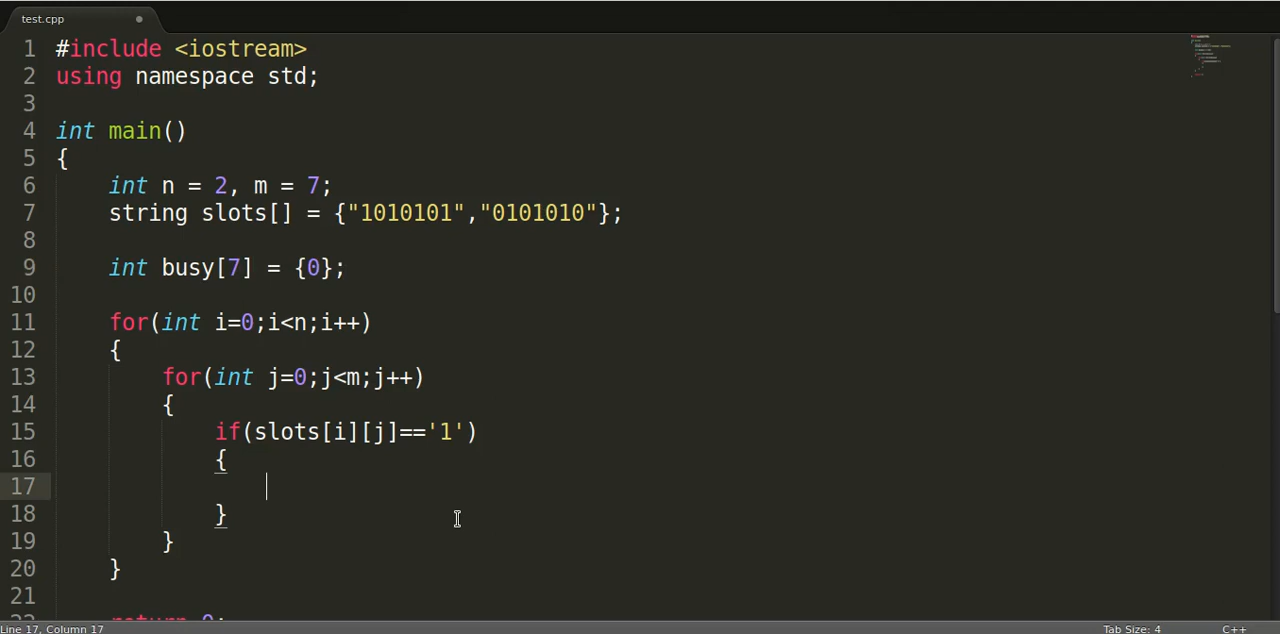 test.cpp
1 #include <iostream>
2 using namespace std;
3
4 int main()
5 {
6 int n = 2, m = 7;
7 string slots[] = {"1010101","0101010"};
8
9 int busy[7] = {0};
10
11 for(int i=0;i<n;i++)
12 {
13 for(int j=0;j<m;j++)
14 {
15 if(slots[i][j]=='1')
16 {
17
18 }
19 }
20 }
21
22 return 0;
Line 17, Column 17
Tab Size: 4
C++